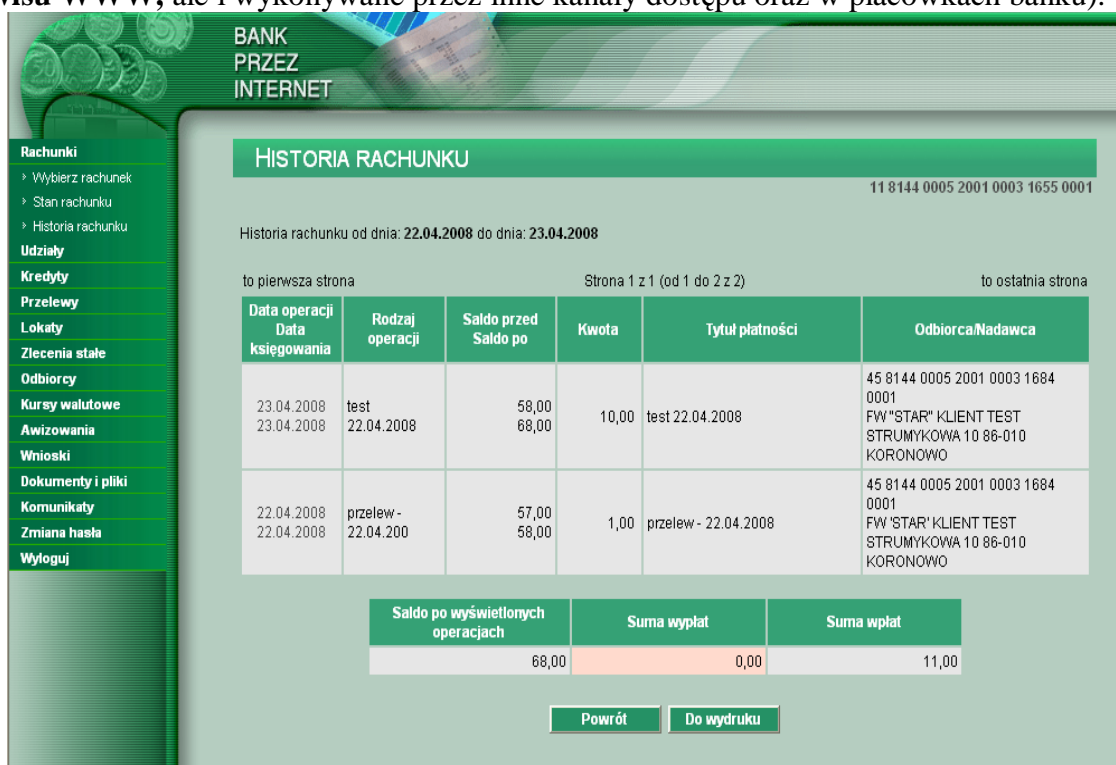 WWW, ale i wykonywane przez inne kanały dostępu oraz w placówkach banku).
BANK
PRZEZ
INTERNET
Rachunki
Wybierz rachunek
Stan rachunku
Historia rachunku
Udziały
Kredyty
Przelewy
Lokaty
Zlecenia stałe
Odbiorcy
Kursy walutowe
Awizowania
Wnioski
Dokumenty i pliki
Komunikaty
Zmiana hasła
Wyloguj
HISTORIA RACHUNKU
11 8144 0005 2001 0003 1655 0001
Historia rachunku od dnia: 22.04.2008 do dnia: 23.04.2008
to pierwsza strona Strona 1 z 1 (od 1 do 2 z 2) to ostatnia strona
Data operacji
Data
księgowania
Rodzaj
operacji
Saldo przed
Saldo po
Kwota
Tytuł płatności
Odbiorca/Nadawca
23.04.2008
23.04.2008
test
22.04.2008
58,00
68,00
10,00
test 22.04.2008
45 8144 0005 2001 0003 1684
0001
FW "STAR" KLIENT TEST
STRUMYKOWA 10 86-010
KORONOWO
22.04.2008
22.04.2008
przelew -
22.04.200
57,00
58,00
1,00
przelew - 22.04.2008
45 8144 0005 2001 0003 1684
0001
FW 'STAR' KLIENT TEST
STRUMYKOWA 10 86-010
KORONOWO
Saldo po wyświetlonych
operacjach
Suma wypłat
Suma wpłat
68,00
0,00
11,00
Powrót
Do wydruku